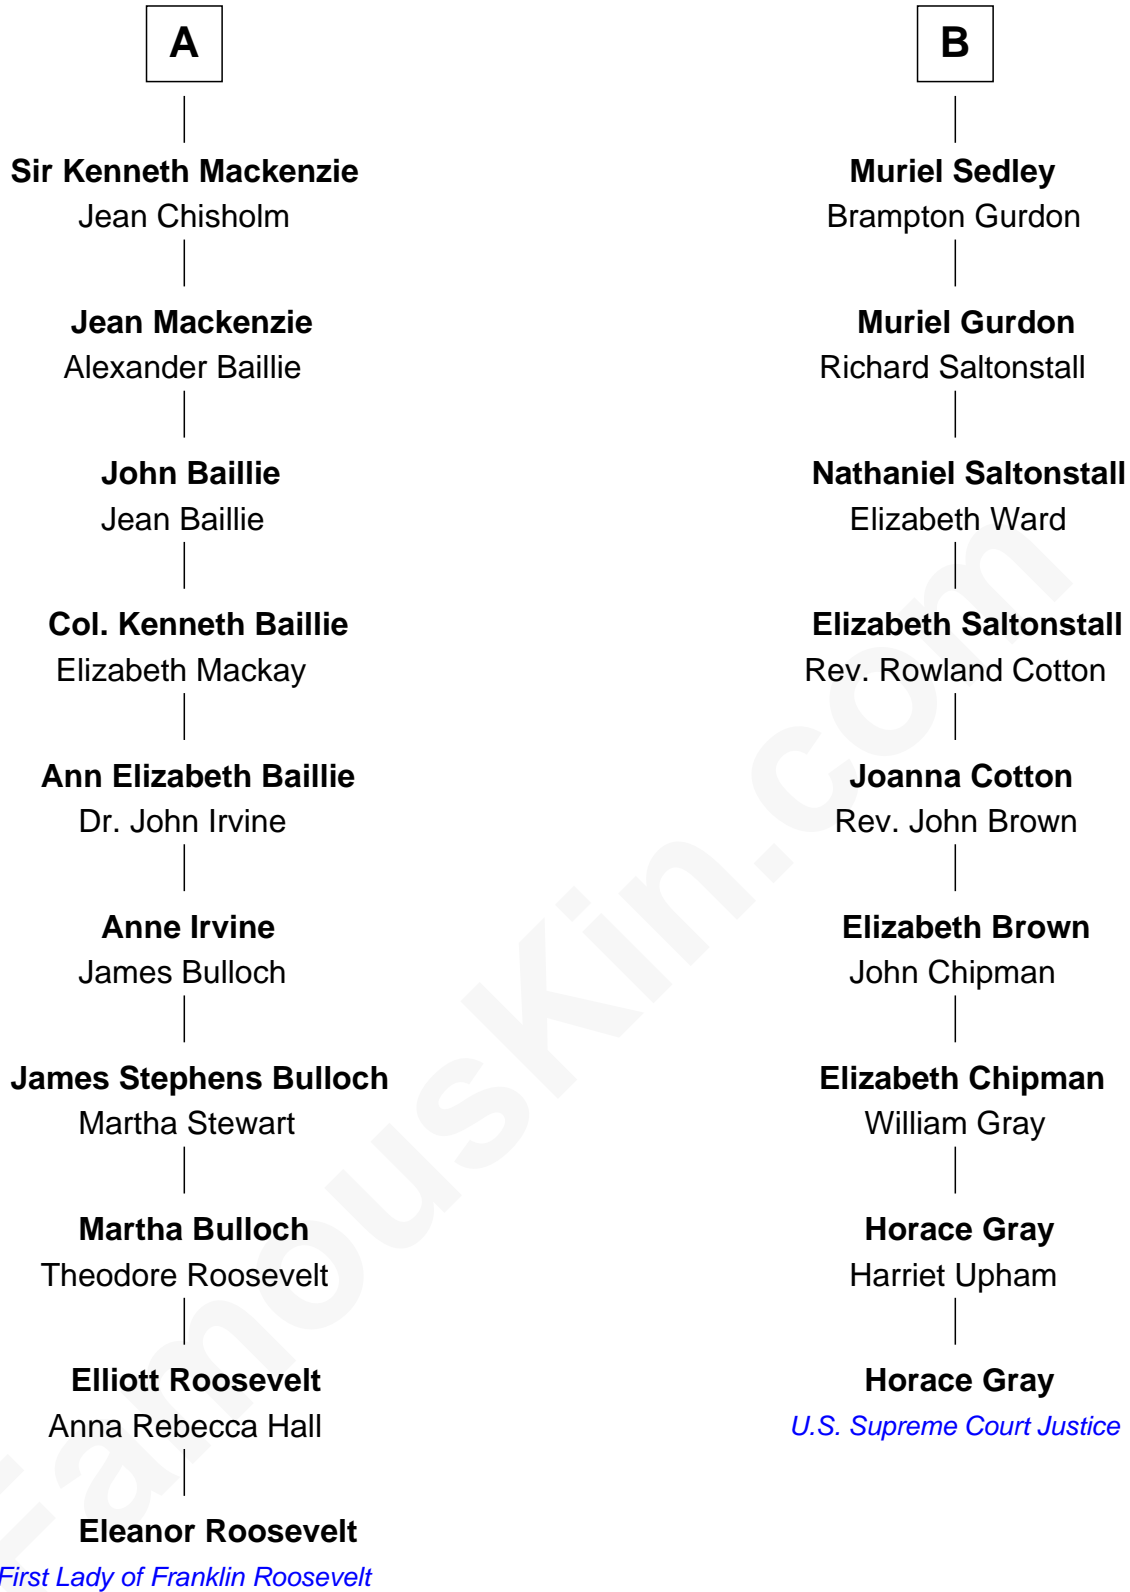 A
Sir Kenneth Mackenzie
Jean Chisholm
Jean Mackenzie
Alexander Baillie
John Baillie
Jean Baillie
Col. Kenneth Baillie
Elizabeth Mackay
Ann Elizabeth Baillie
Dr. John Irvine
Anne Irvine
James Bulloch
James Stephens Bulloch
Martha Stewart
Martha Bulloch
Theodore Roosevelt
Elliott Roosevelt
Anna Rebecca Hall
Eleanor Roosevelt
First Lady of Franklin Roosevelt
B
Muriel Sedley
Brampton Gurdon
Muriel Gurdon
Richard Saltonstall
Nathaniel Saltonstall
Elizabeth Ward
Elizabeth Saltonstall
Rev. Rowland Cotton
Joanna Cotton
Rev. John Brown
Elizabeth Brown
John Chipman
Elizabeth Chipman
William Gray
Horace Gray
Harriet Upham
Horace Gray
U.S. Supreme Court Justice
FamousKin.com